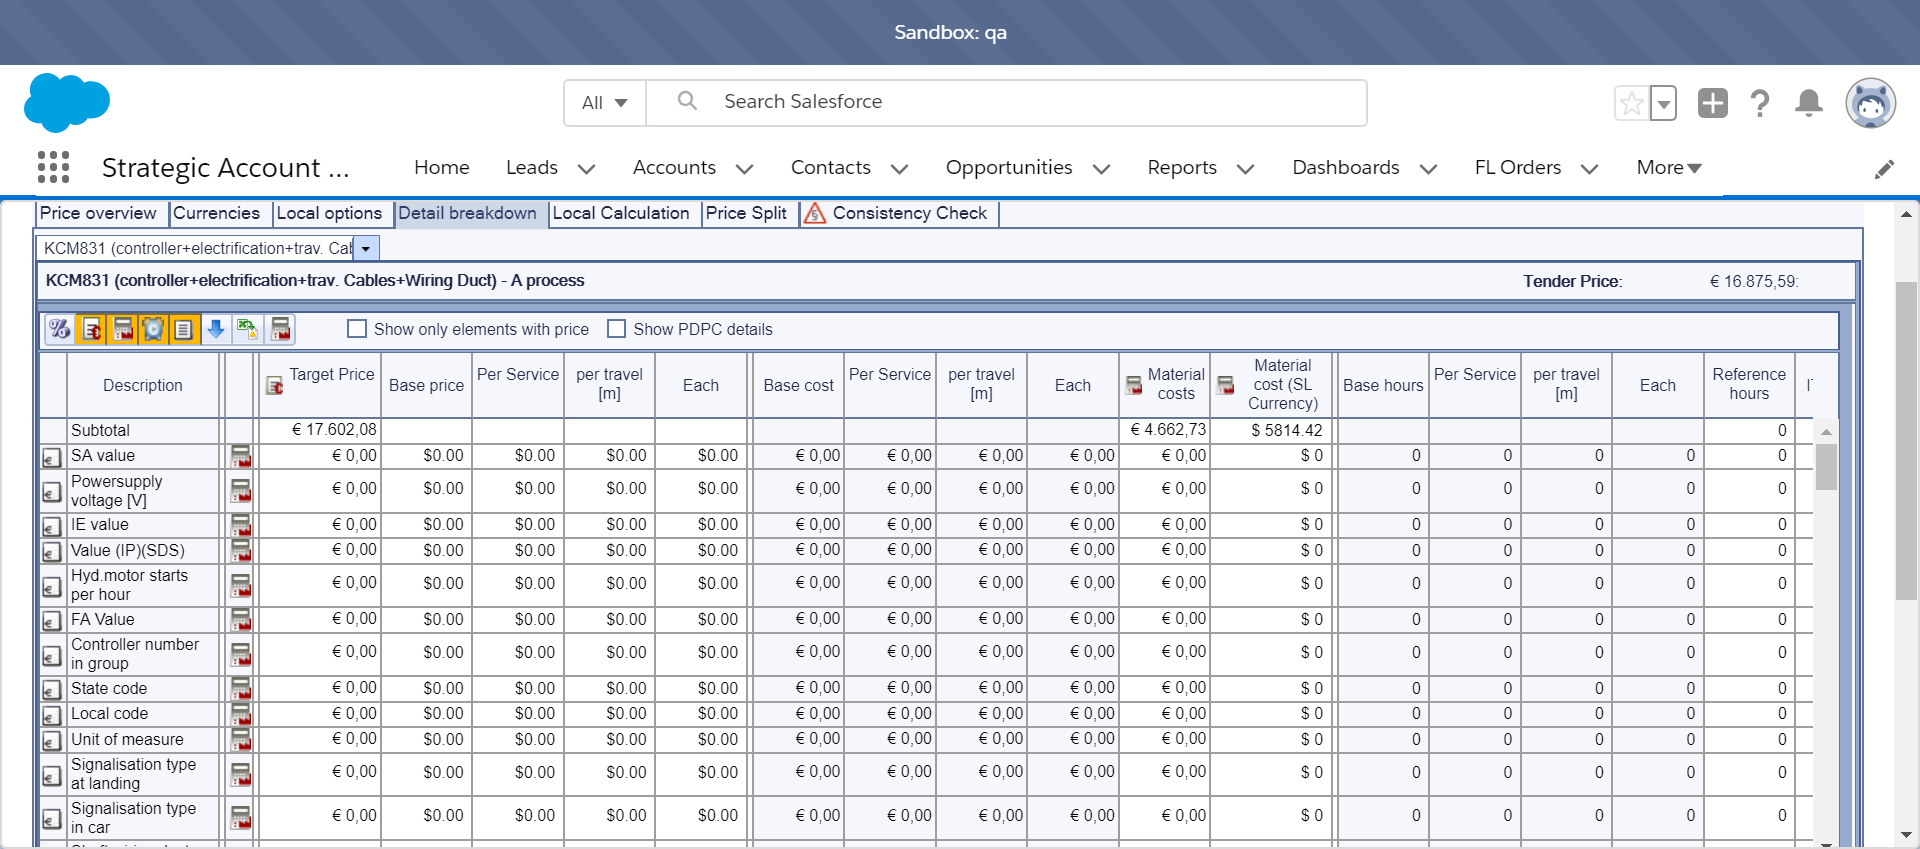 Sandbox: qa
All Search Salesforce
Strategic Account ... Home Leads Accounts Contacts Opportunities Reports Dashboards FL Orders More
Price overview Currencies Local options Detail breakdown Local Calculation Price Split Consistency Check
KCM831 (controller+electrification+trav. Cal
KCM831 (controller+electrification+trav. Cables+Wiring Duct) - A process Tender Price: € 16.875,59:
Show only elements with price Show PDPC details
Description Target Price Base price Per Service per travel [m] Each Base cost Per Service per travel [m] Each Material costs Material cost (SL Currency) Base hours Per Service per travel [m] Each Reference hours
Subtotal € 17.602,08 € 4.662,73 $ 5814.42 0
SA value € 0,00 $0.00 $0.00 $0.00 $0.00 € 0,00 € 0,00 € 0,00 € 0,00 € 0,00 $ 0 0 0 0 0 0
Powersupply voltage [V] € 0,00 $0.00 $0.00 $0.00 $0.00 € 0,00 € 0,00 € 0,00 € 0,00 € 0,00 $ 0 0 0 0 0 0
IE value € 0,00 $0.00 $0.00 $0.00 $0.00 € 0,00 € 0,00 € 0,00 € 0,00 € 0,00 $ 0 0 0 0 0 0
Value (IP)(SDS) € 0,00 $0.00 $0.00 $0.00 $0.00 € 0,00 € 0,00 € 0,00 € 0,00 € 0,00 $ 0 0 0 0 0 0
Hyd.motor starts per hour € 0,00 $0.00 $0.00 $0.00 $0.00 € 0,00 € 0,00 € 0,00 € 0,00 € 0,00 $ 0 0 0 0 0 0
FA Value € 0,00 $0.00 $0.00 $0.00 $0.00 € 0,00 € 0,00 € 0,00 € 0,00 € 0,00 $ 0 0 0 0 0 0
Controller number in group € 0,00 $0.00 $0.00 $0.00 $0.00 € 0,00 € 0,00 € 0,00 € 0,00 € 0,00 $ 0 0 0 0 0 0
State code € 0,00 $0.00 $0.00 $0.00 $0.00 € 0,00 € 0,00 € 0,00 € 0,00 € 0,00 $ 0 0 0 0 0 0
Local code € 0,00 $0.00 $0.00 $0.00 $0.00 € 0,00 € 0,00 € 0,00 € 0,00 € 0,00 $ 0 0 0 0 0 0
Unit of measure € 0,00 $0.00 $0.00 $0.00 $0.00 € 0,00 € 0,00 € 0,00 € 0,00 € 0,00 $ 0 0 0 0 0 0
Signalisation type at landing € 0,00 $0.00 $0.00 $0.00 $0.00 € 0,00 € 0,00 € 0,00 € 0,00 € 0,00 $ 0 0 0 0 0 0
Signalisation type in car € 0,00 $0.00 $0.00 $0.00 $0.00 € 0,00 € 0,00 € 0,00 € 0,00 € 0,00 $ 0 0 0 0 0 0